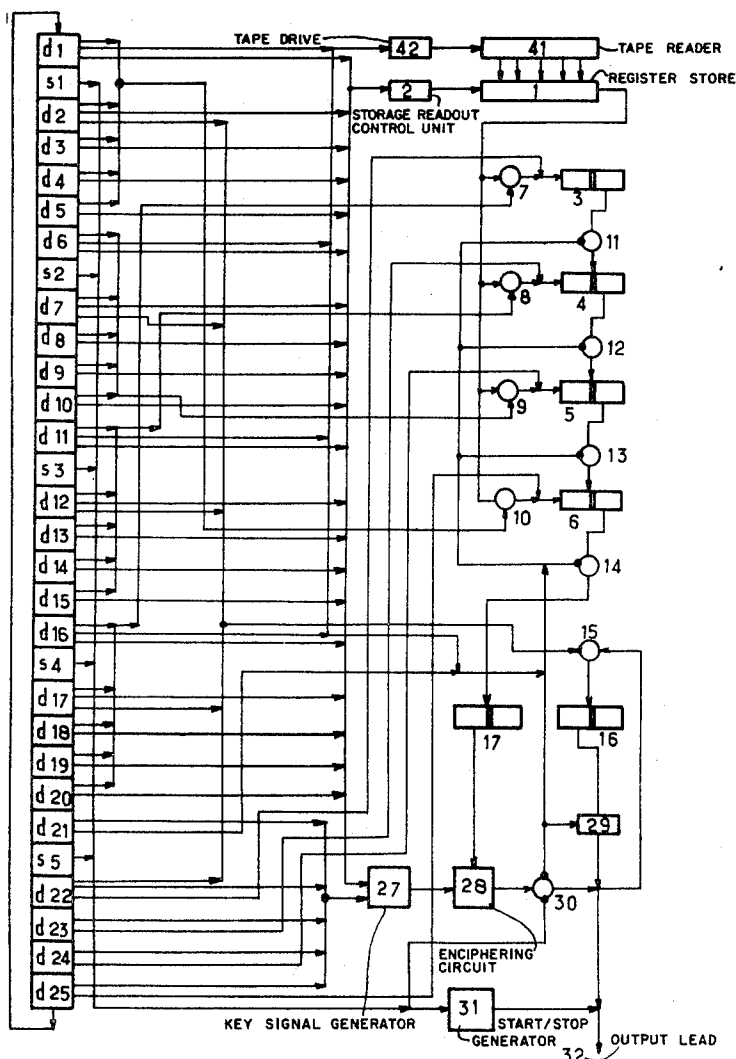 d1
s1
d2
d3
d4
d5
d6
s2
d7
d8
d9
d10
d11
s3
d12
d13
d14
d15
d16
s4
d17
d18
d19
d20
d21
s5
d22
d23
d24
d25
TAPE DRIVE
42
41
TAPE READER
2
1
REGISTER STORE
STORAGE READOUT
CONTROL UNIT
7
3
11
8
4
12
9
5
13
10
6
14
15
17
16
29
27
28
30
ENCIPHERING
CIRCUIT
31
KEY SIGNAL GENERATOR
START/STOP
GENERATOR
OUTPUT LEAD
32